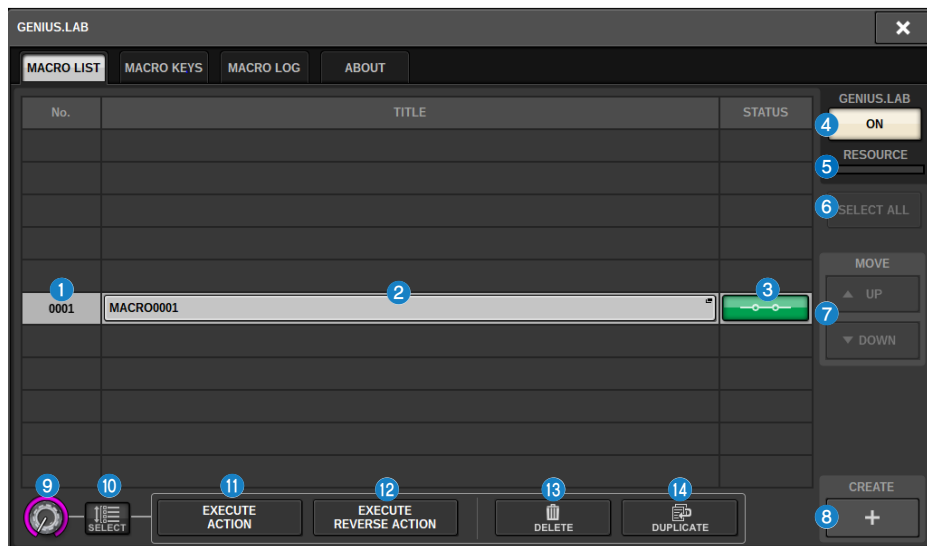 GENIUS.LAB
MACRO LIST MACRO KEYS MACRO LOG ABOUT
No. TITLE STATUS
GENIUS.LAB
4 ON
RESOURCE
5
6 SELECT ALL
MOVE
UP
7
DOWN
1 2 3
0001 MACRO0001
9 10 11 12 13 14
SELECT
EXECUTE
ACTION
EXECUTE
REVERSE ACTION
DELETE
DUPLICATE
CREATE
8 +